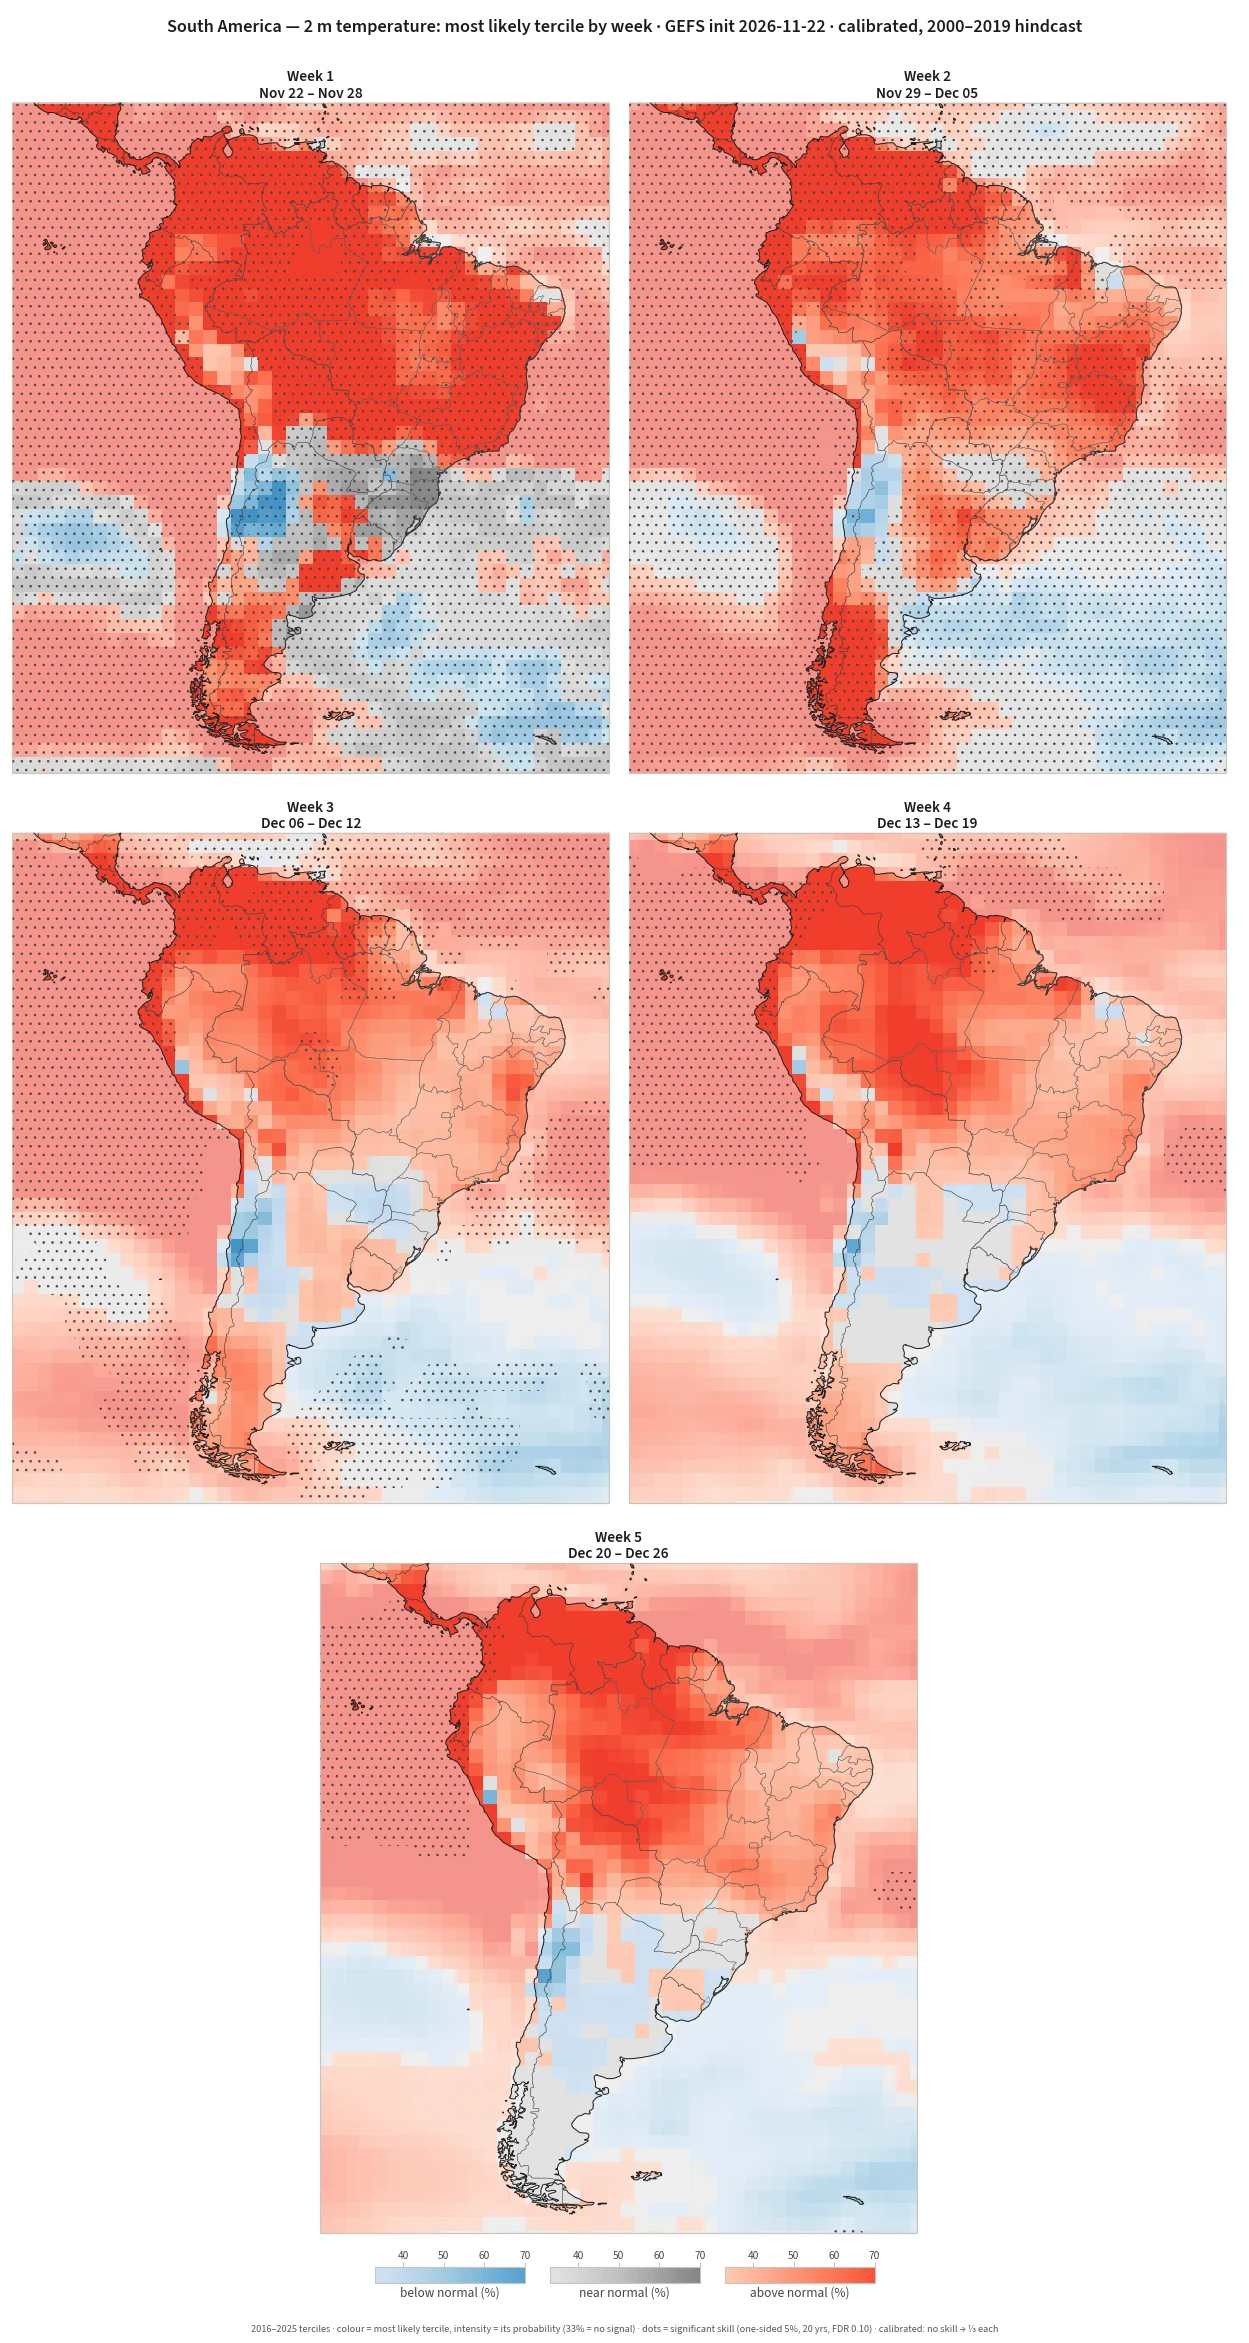 South America — 2 m temperature: most likely tercile by week · GEFS init 2026-11-22 · calibrated, 2000–2019 hindcast
Week 1
Nov 22 – Nov 28
Week 2
Nov 29 – Dec 05
Week 3
Dec 06 – Dec 12
Week 4
Dec 13 – Dec 19
Week 5
Dec 20 – Dec 26
40 50 60 70 40 50 60 70 40 50 60 70
below normal (%) near normal (%) above normal (%)
2016–2025 terciles · colour = most likely tercile, intensity = its probability (33% = no signal) · dots = significant skill (one-sided 5%, 20 yrs, FDR 0.10) · calibrated: no skill → ⅓ each